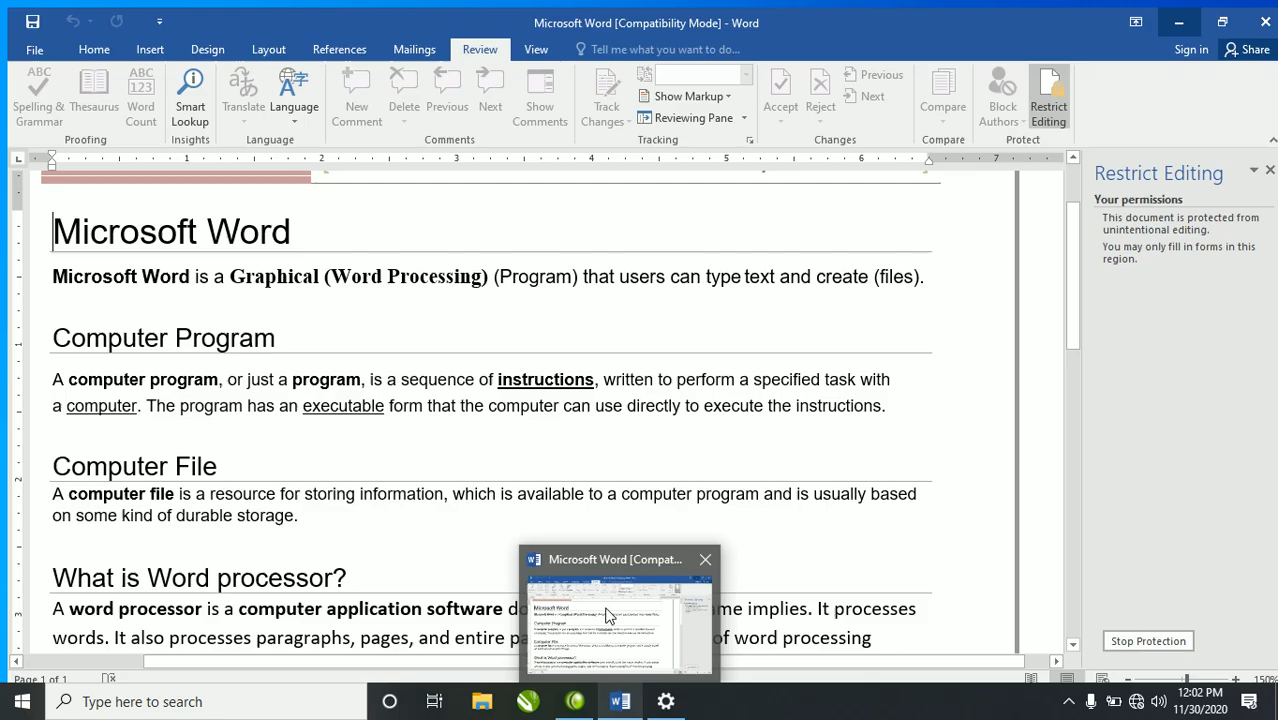 Microsoft Word [Compatibility Mode] - Word
File Home Insert Design Layout References Mailings Review View Tell me what you want to do... Sign in Share
Spelling & Grammar
Thesaurus
Word Count
Smart Lookup
Translate
Language
New Comment
Delete
Previous
Next
Show Comments
Track Changes
Show Markup
Reviewing Pane
Accept
Reject
Previous
Next
Compare
Block Authors
Restrict Editing
Proofing Insights Language Comments Tracking Changes Compare Protect
1 2 3 4 5 6 7
Restrict Editing
Your permissions
This document is protected from
unintentional editing.
You may only fill in forms in this
region.
Stop Protection
Microsoft Word
Microsoft Word is a Graphical (Word Processing) (Program) that users can type text and create (files).
Computer Program
A computer program, or just a program, is a sequence of instructions, written to perform a specified task with
a computer. The program has an executable form that the computer can use directly to execute the instructions.
Computer File
A computer file is a resource for storing information, which is available to a computer program and is usually based
on some kind of durable storage.
What is Word processor?
A word processor is a computer application software do me implies. It processes
words. It also processes paragraphs, pages, and entire pa of word processing
Microsoft Word [Compat...
Page 1 of 1
150%
Type here to search
12:02 PM
11/30/2020